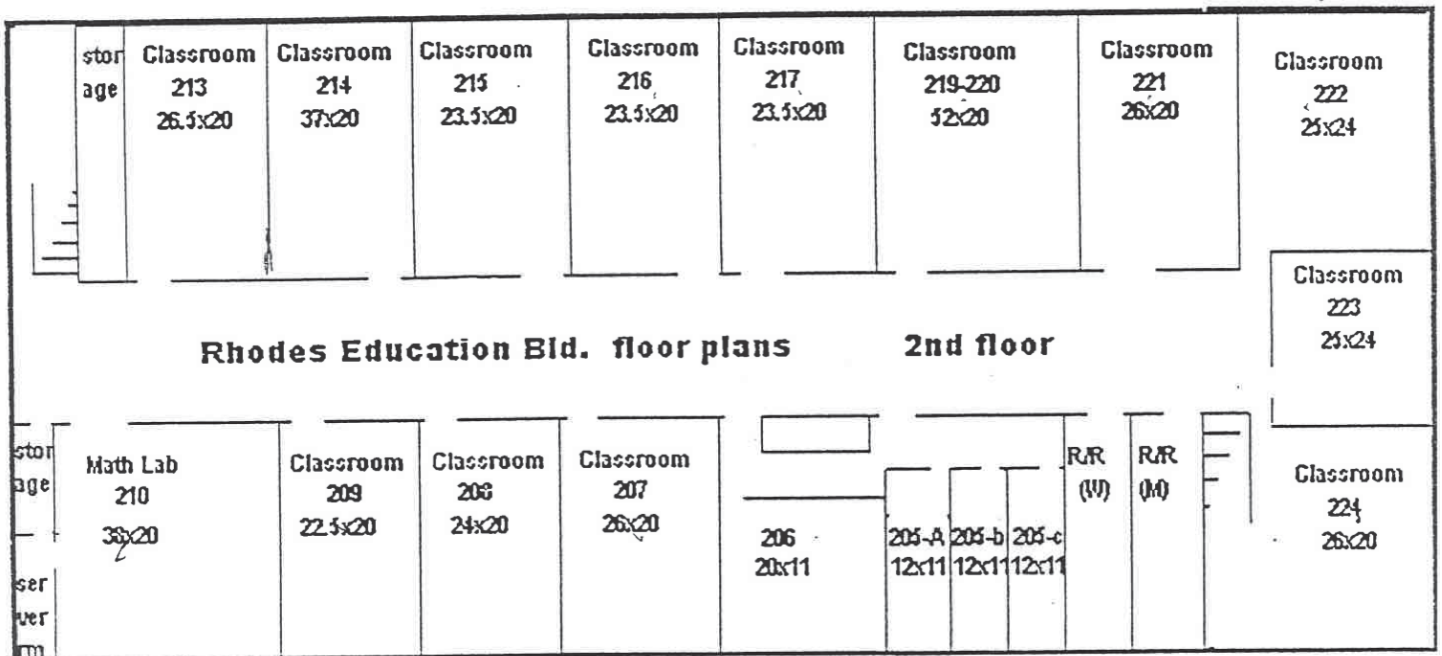 stor
age
Classroom
213
26.5x20
Classroom
214
37x20
Classroom
215
23.5x20
Classroom
216
23.5x20
Classroom
217
23.5x20
Classroom
219-220
52x20
Classroom
221
26x20
Classroom
222
25x24
Classroom
223
25x24
Rhodes Education Bld. floor plans 2nd floor
stor
age
ser
ver
rm
Math Lab
210
38x20
Classroom
209
22.5x20
Classroom
208
24x20
Classroom
207
26x20
206
20x11
205-A
12x11
205-b
12x11
205-c
12x11
R/R
(W)
R/R
(M)
Classroom
224
26x20